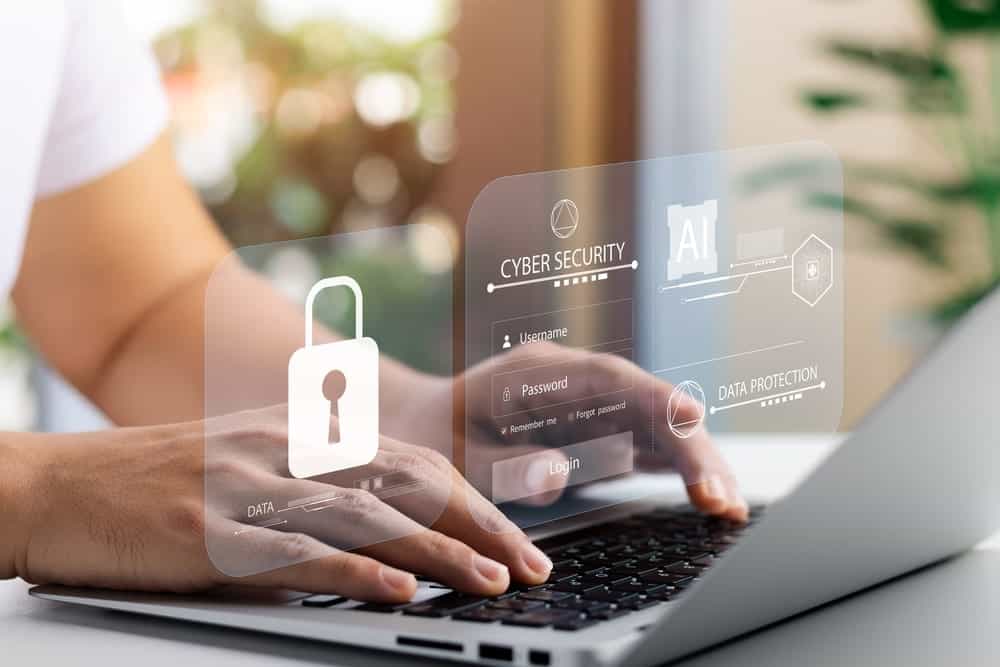 CYBER SECURITY
AI
Username
Password
Remember me
Forgot password
Login
DATA PROTECTION
DATA